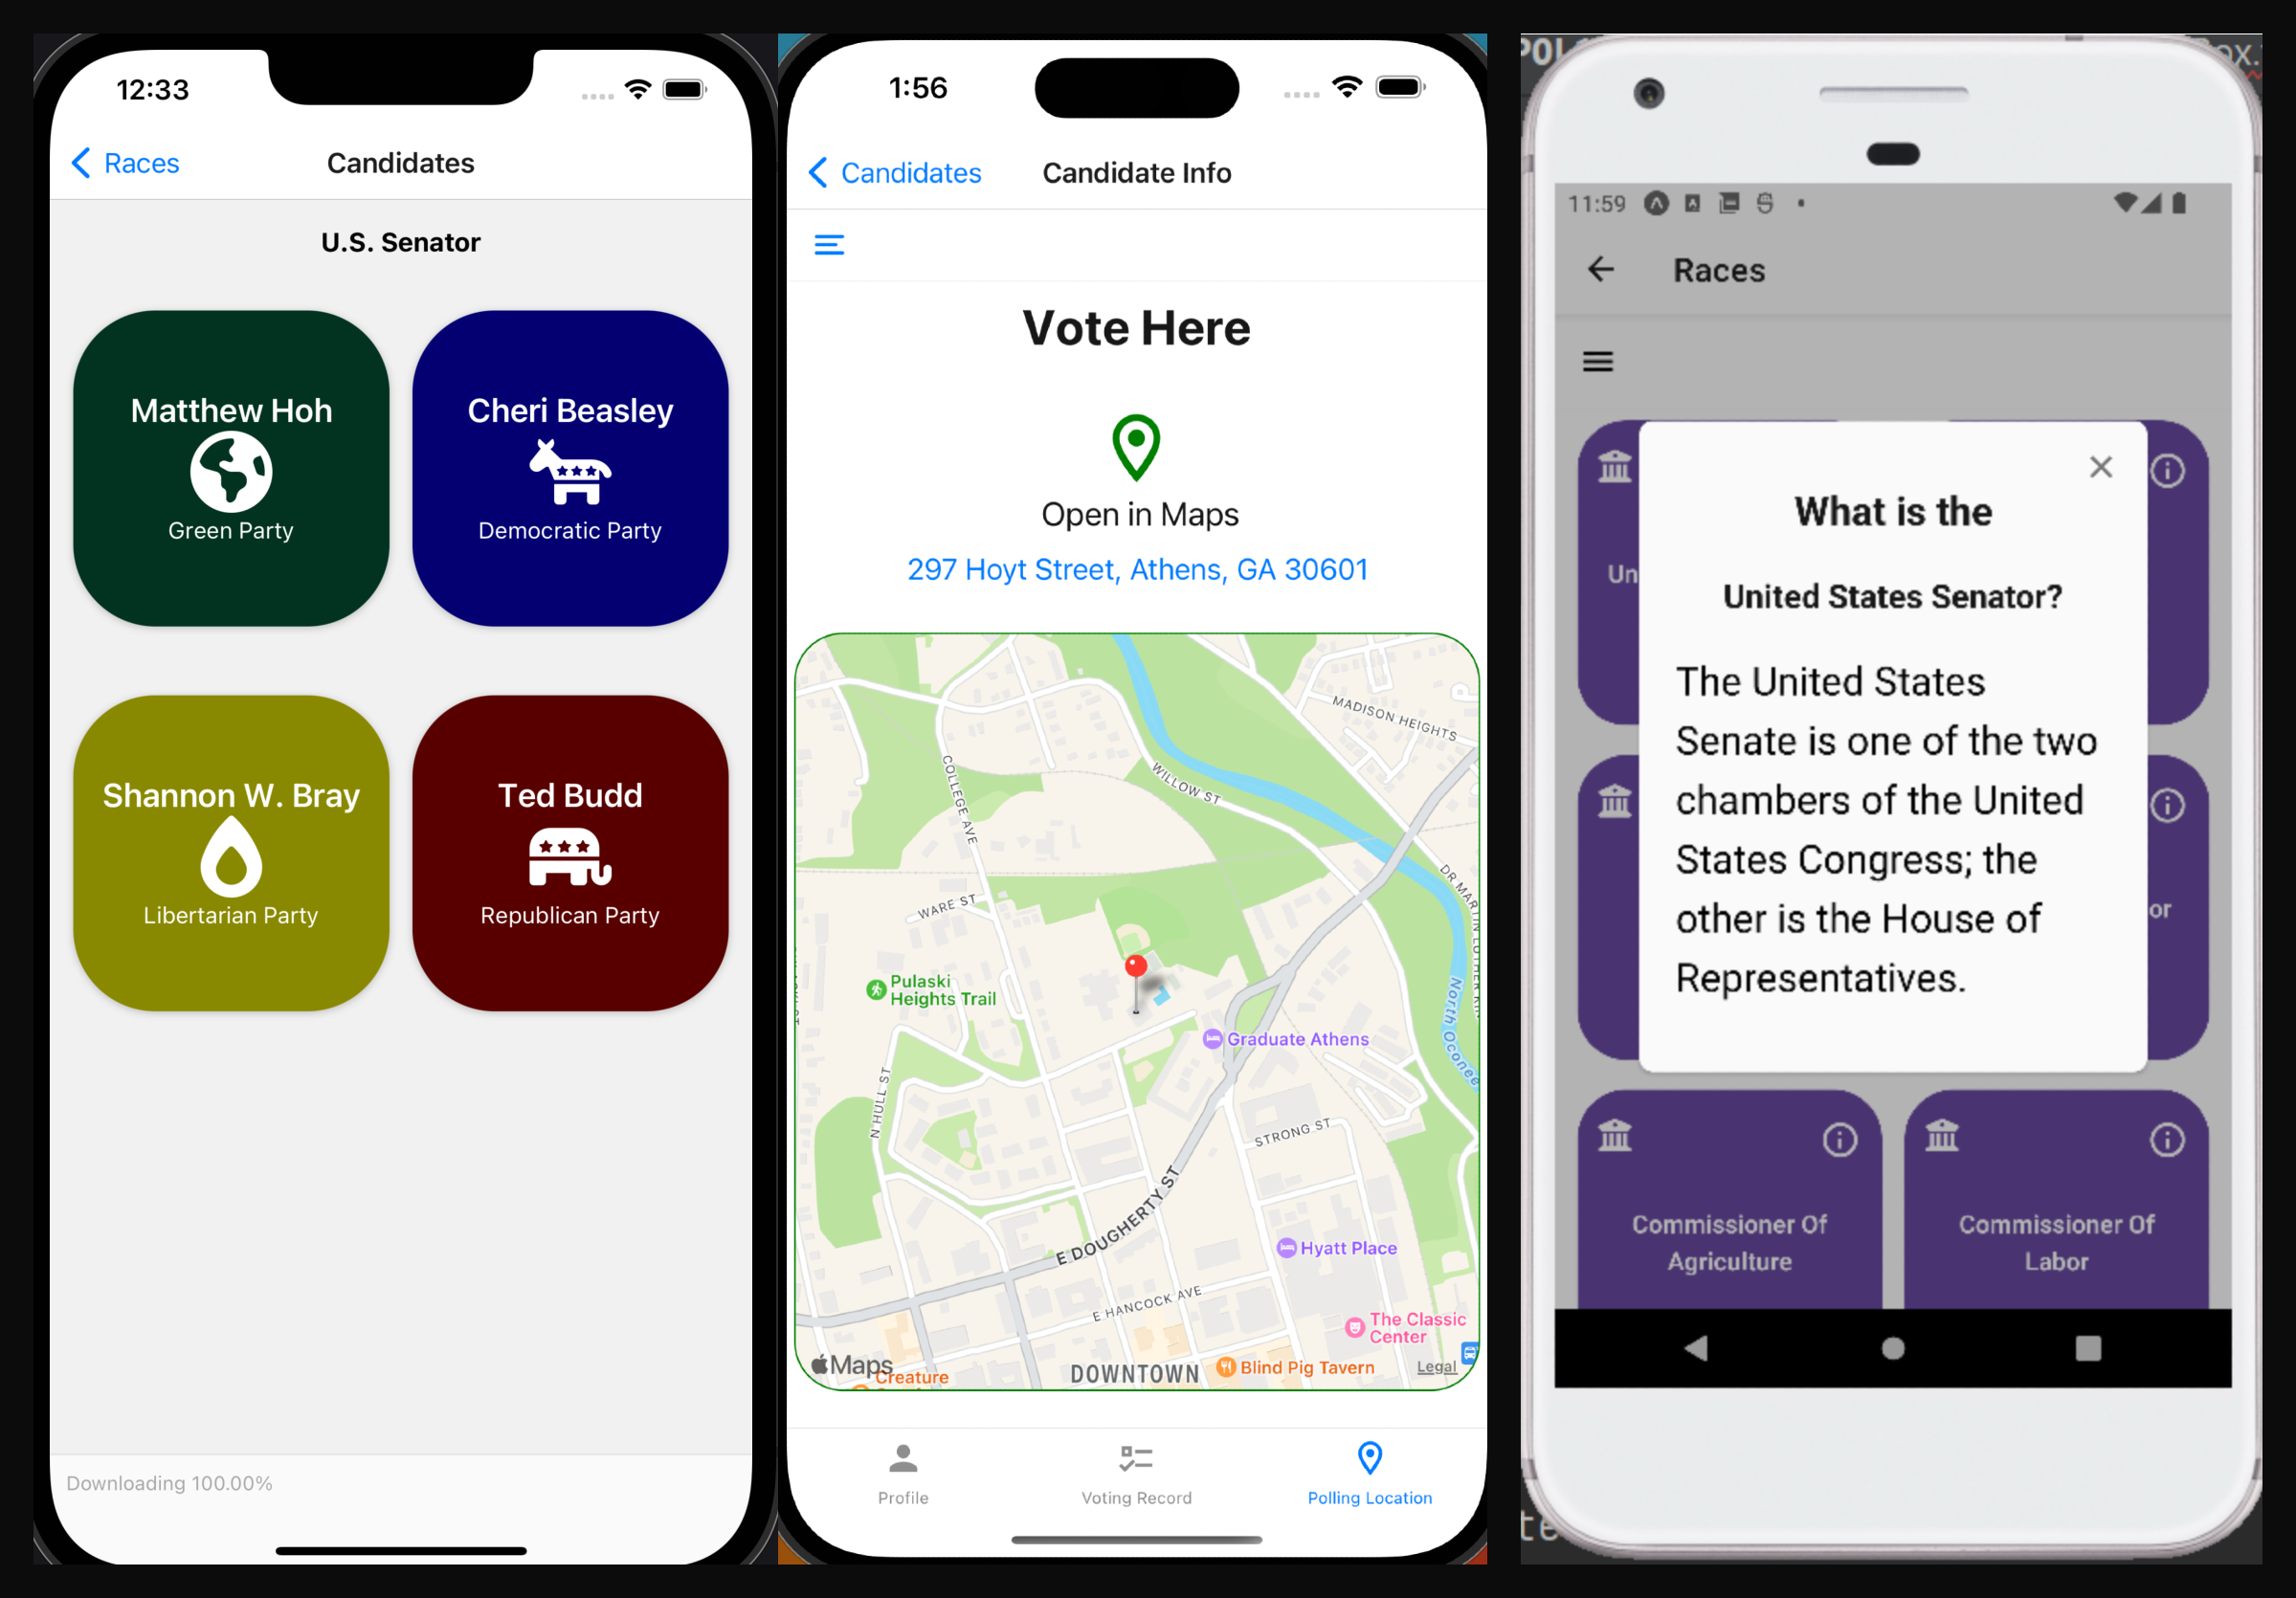 12:33
Races
Candidates
U.S. Senator
Matthew Hoh
Green Party
Cheri Beasley
Democratic Party
Shannon W. Bray
Libertarian Party
Ted Budd
Republican Party
Downloading 100.00%
1:56
Candidates
Candidate Info
Vote Here
Open in Maps
297 Hoyt Street, Athens, GA 30601
MADISON HEIGHTS
COLLEGE AVE
WILLOW ST
WARE ST
Pulaski
Heights Trail
North Oconee
Graduate Athens
N HULL ST
STRONG ST
E DOUGHERTY ST
Hyatt Place
E HANCOCK AVE
The Classic
Center
Maps
Creature
DOWNTOWN
Blind Pig Tavern
Legal
Profile
Voting Record
Polling Location
11:59
Races
Un
or
What is the
United States Senator?
The United States
Senate is one of the two
chambers of the United
States Congress; the
other is the House of
Representatives.
Commissioner Of
Agriculture
Commissioner Of
Labor